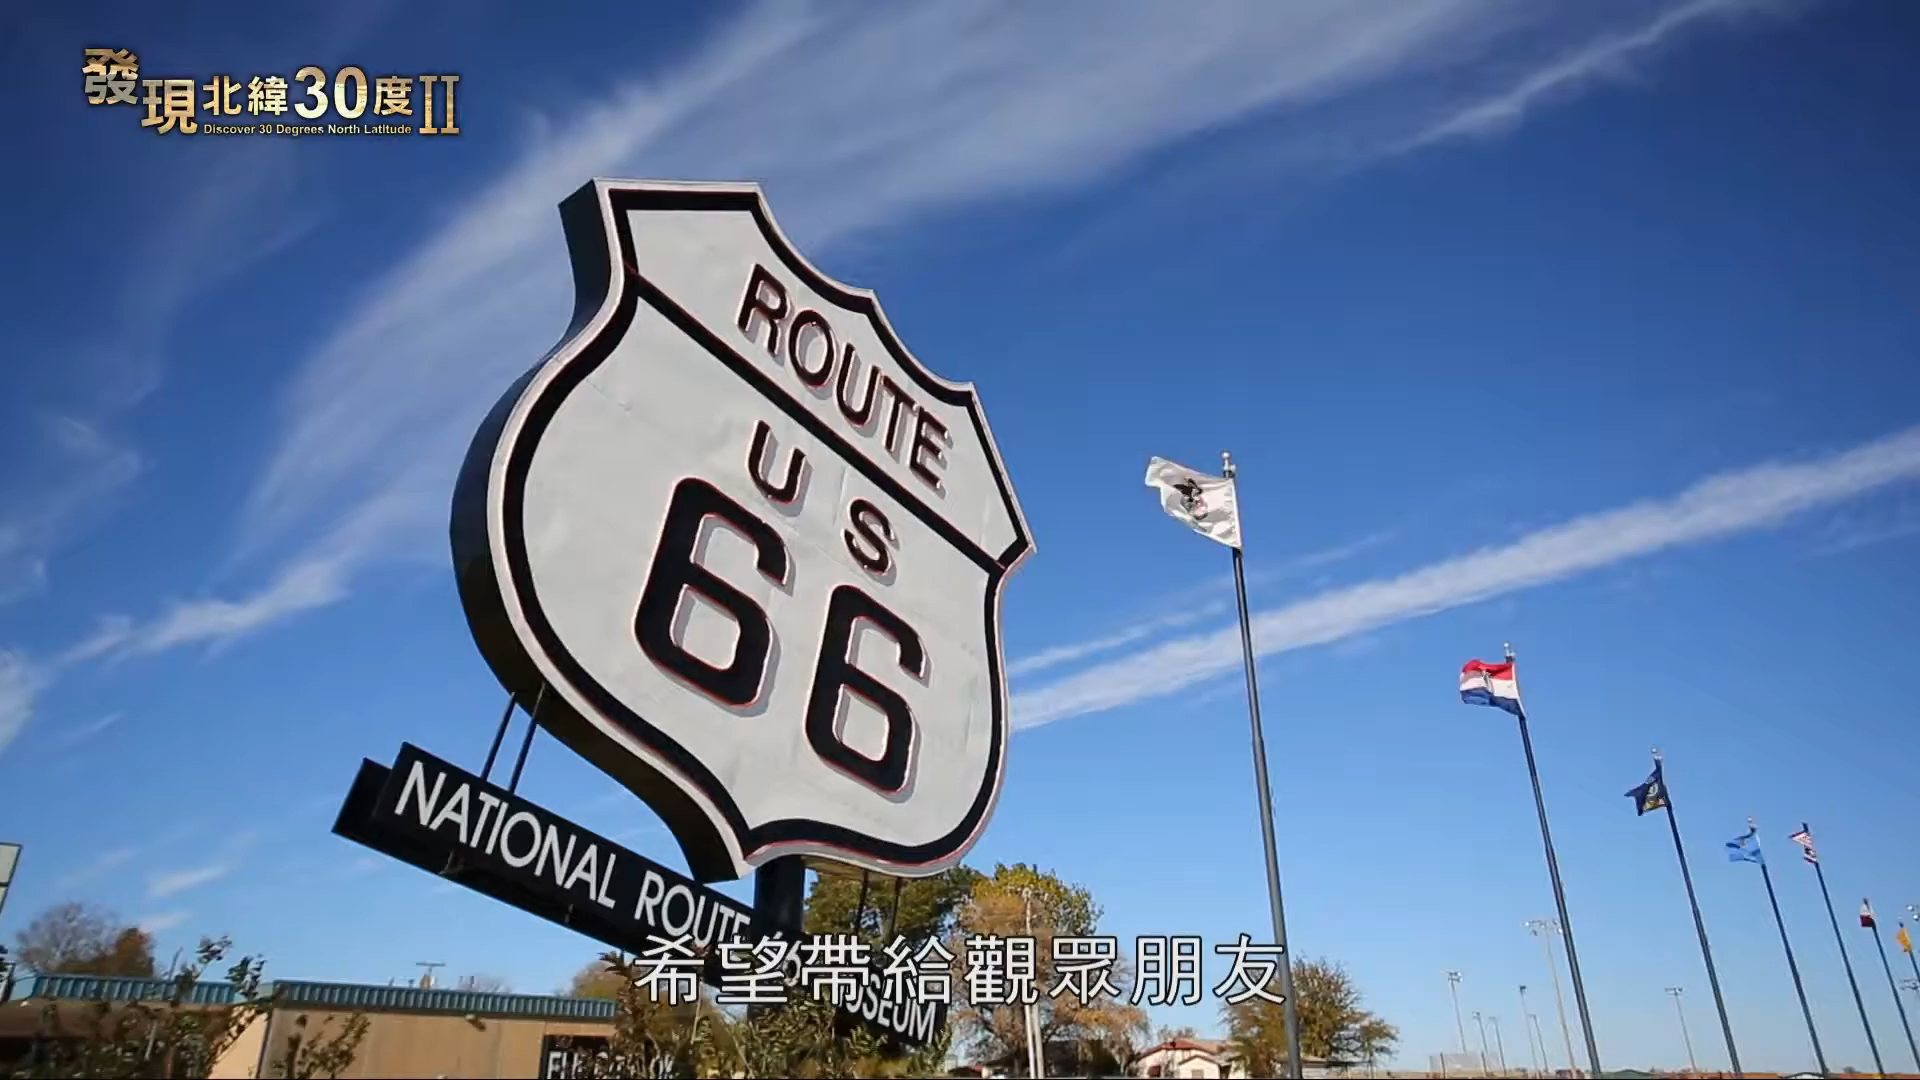 發現北緯30度II
Discover 30 Degrees North Latitude
ROUTE
US
66
NATIONAL ROUTE 66 MUSEUM
希望帶給觀眾朋友